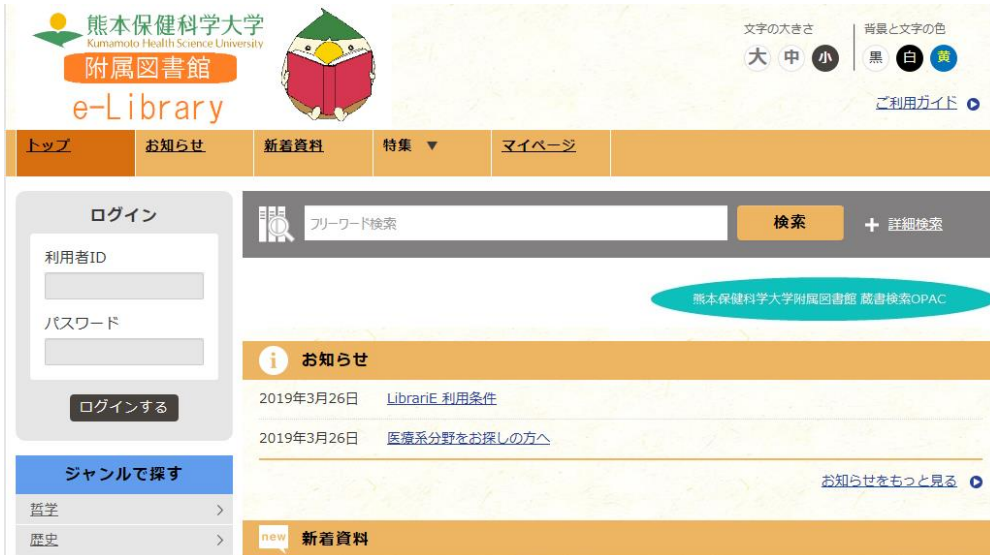 熊本保健科学大学
Kumamoto Health Science University
附属図書館
e-Library
文字の大きさ
大 中 小
背景と文字の色
黒 白 黄
ご利用ガイド
トップ お知らせ 新着資料 特集 ▼ マイページ
ログイン
利用者ID
パスワード
ログインする
ジャンルで探す
哲学
歴史
フリーワード検索 検索 + 詳細検索
熊本保健科学大学附属図書館 蔵書検索OPAC
i お知らせ
2019年3月26日 LibrariE 利用条件
2019年3月26日 医療系分野をお探しの方へ
お知らせをもっと見る
new 新着資料